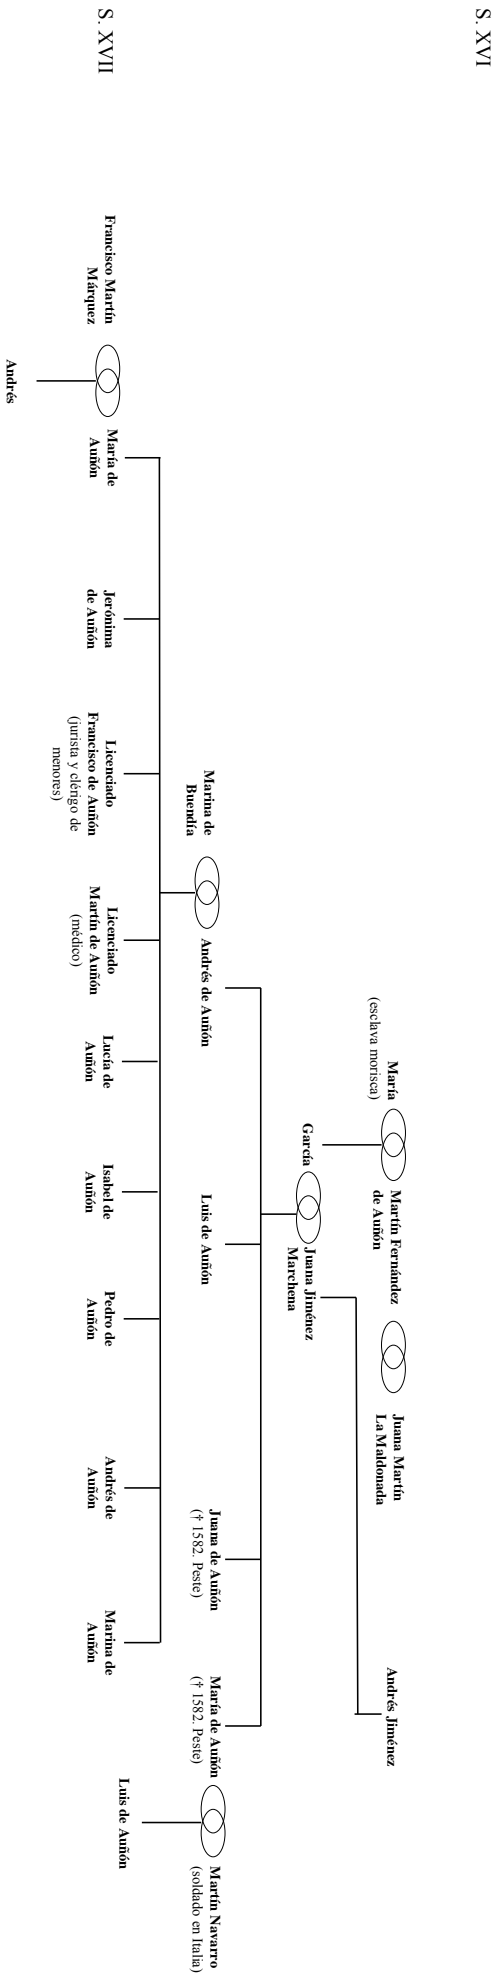 S. XVI
María
(esclava morisca)
Martín Fernández
de Auñón
Juana Martín
La Maldonada
Andrés Jiménez
García
Juana Jiménez
Marchena
Marina de
Buendía
Andrés de Auñón
Luis de Auñón
Juana de Auñón
(† 1582. Peste)
María de Auñón
(† 1582. Peste)
Martín Navarro
(soldado en Italia)
S. XVII
Francisco Martín
Márquez
María de
Auñón
Jerónima
de Auñón
Licenciado
Francisco de Auñón
(jurista y clérigo de
menores)
Licenciado
Martín de Auñón
(médico)
Lucía de
Auñón
Isabel de
Auñón
Pedro de
Auñón
Andrés de
Auñón
Marina de
Auñón
Luis de Auñón
Andrés